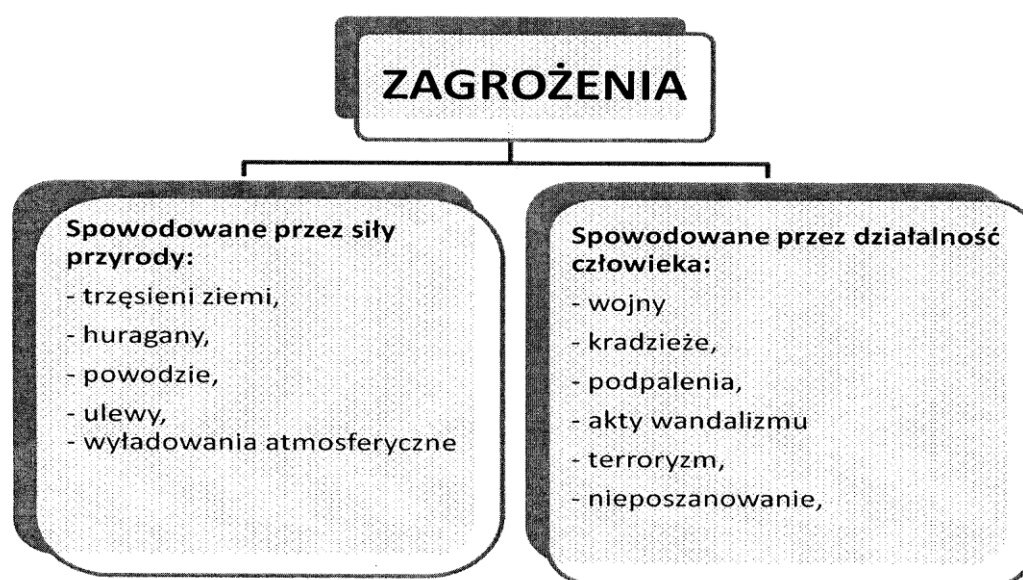 ZAGROŻENIA
Spowodowane przez siły
przyrody:
- trzęsieni ziemi,
- huragany,
- powodzie,
- ulewy,
- wyładowania atmosferyczne
Spowodowane przez działalność
człowieka:
- wojny
- kradzieże,
- podpalenia,
- akty wandalizmu
- terroryzm,
- nieposzanowanie,